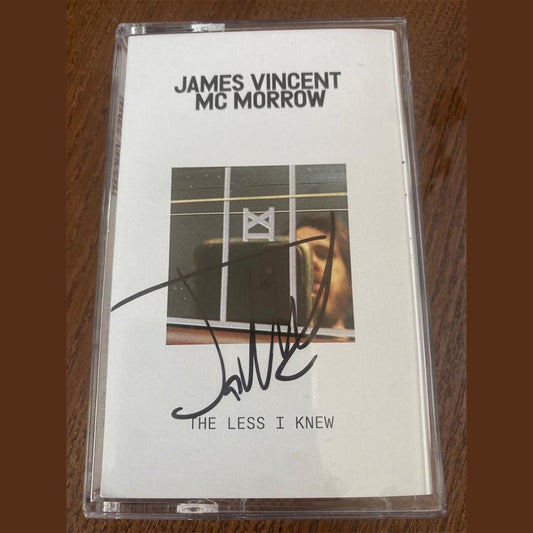 JAMES VINCENT
MC MORROW
THE LESS I KNEW